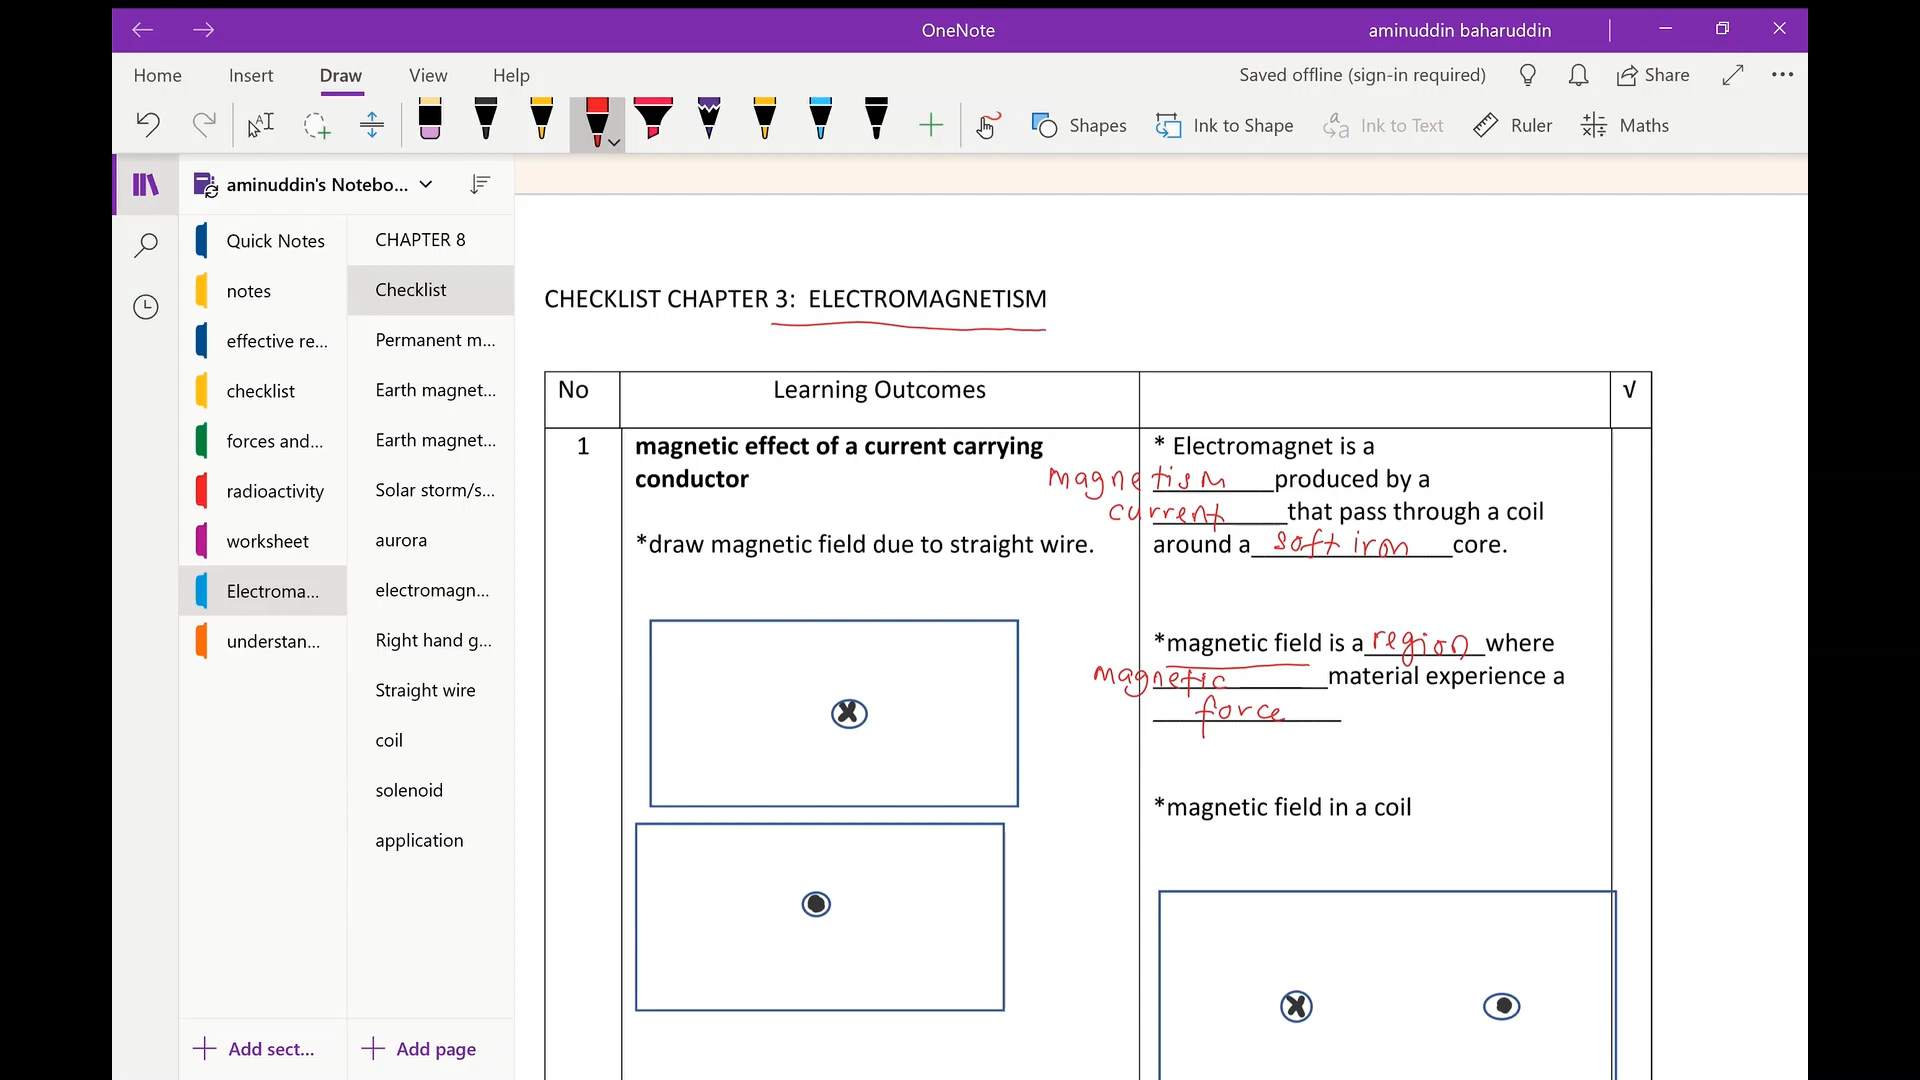 OneNote
aminuddin baharuddin
Home Insert Draw View Help
Saved offline (sign-in required) Share
Shapes Ink to Shape Ink to Text Ruler Maths
aminuddin's Notebo...
Quick Notes
notes
effective re...
checklist
forces and...
radioactivity
worksheet
Electroma...
understan...
Add sect...
CHAPTER 8
Checklist
Permanent m...
Earth magnet...
Earth magnet...
Solar storm/s...
aurora
electromagn...
Right hand g...
Straight wire
coil
solenoid
application
Add page
CHECKLIST CHAPTER 3: ELECTROMAGNETISM
No Learning Outcomes √
1
magnetic effect of a current carrying
conductor
*draw magnetic field due to straight wire.
* Electromagnet is a
magnetism produced by a
current that pass through a coil
around a soft iron core.
*magnetic field is a region where
magnetic material experience a
force
*magnetic field in a coil